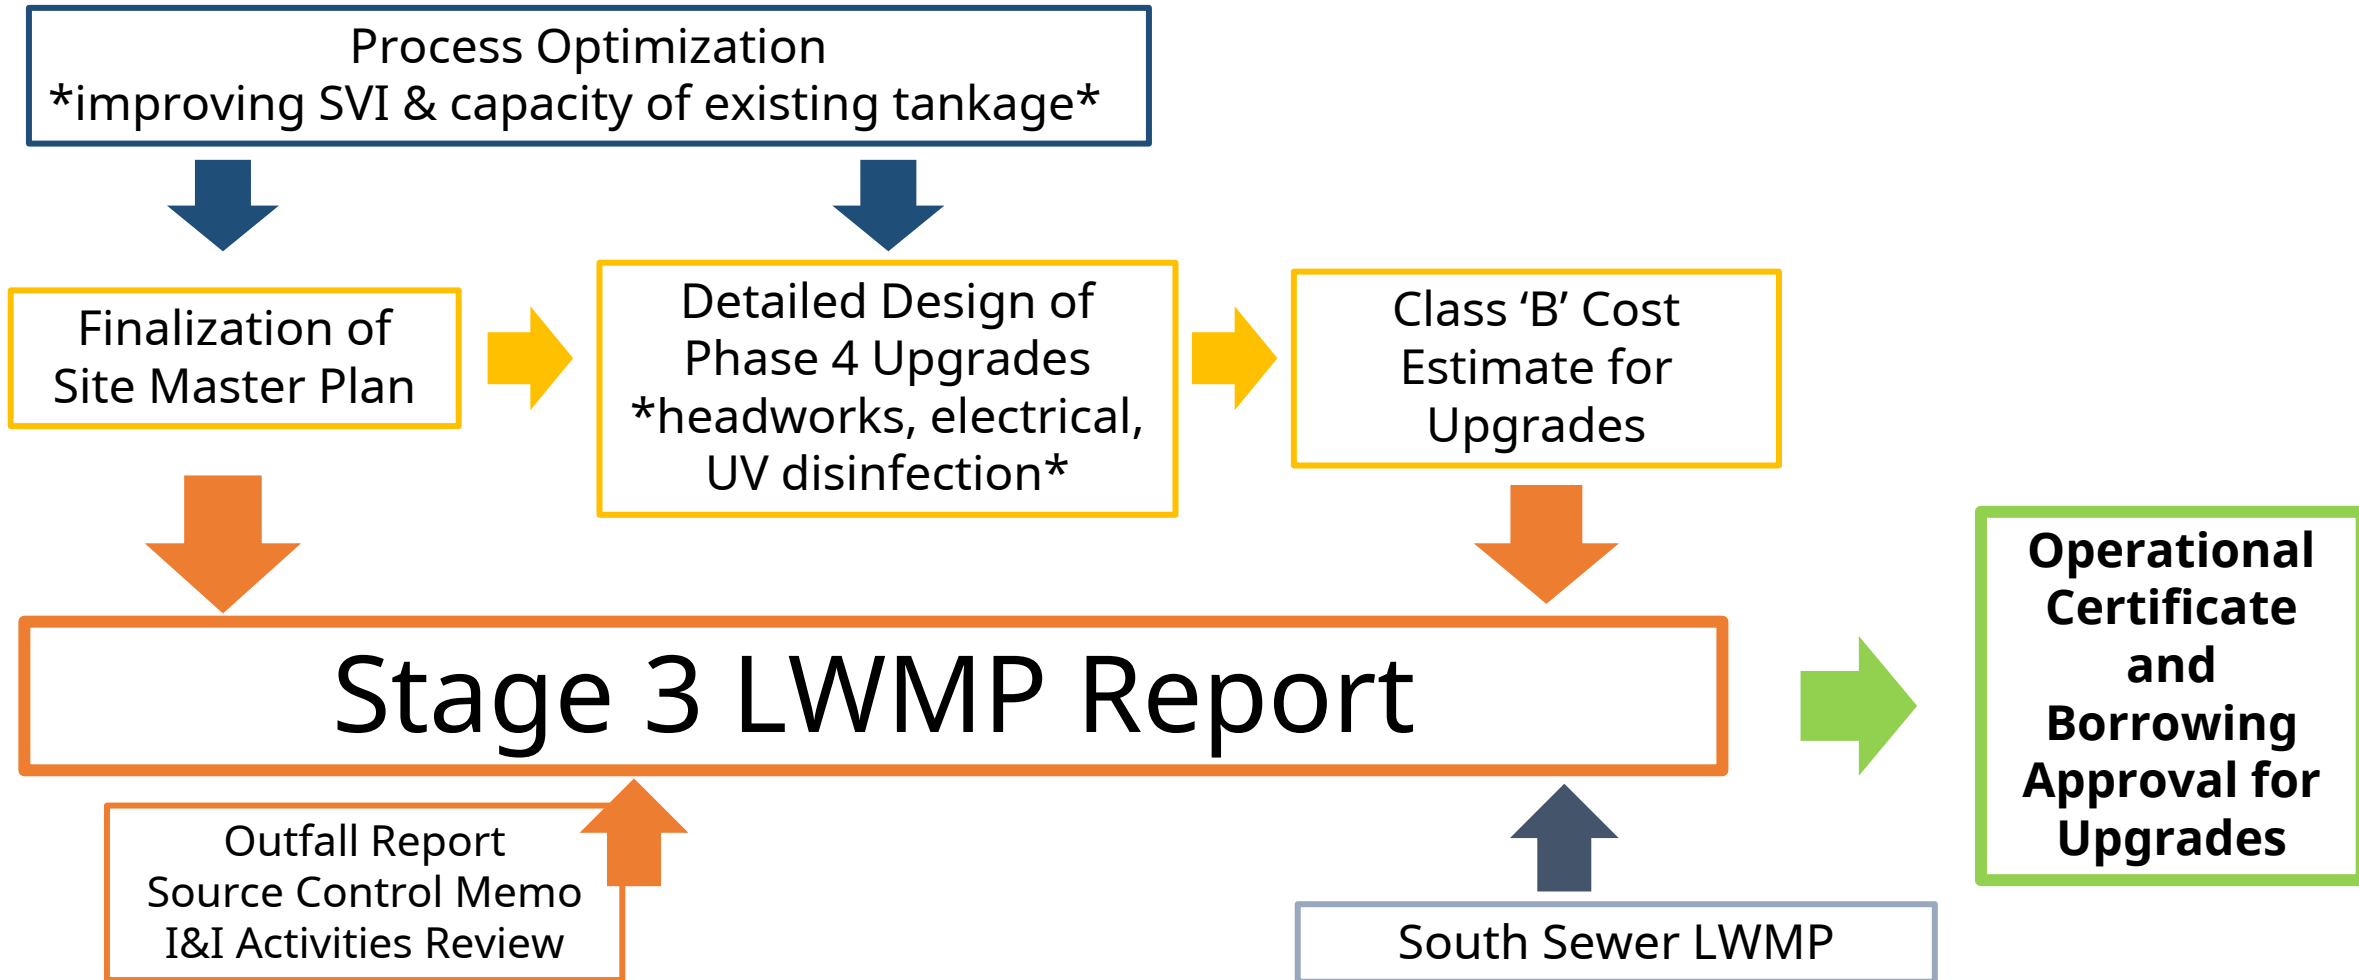 Process Optimization
*improving SVI & capacity of existing tankage*
Finalization of
Site Master Plan
Detailed Design of
Phase 4 Upgrades
*headworks, electrical,
UV disinfection*
Class ‘B’ Cost
Estimate for
Upgrades
Stage 3 LWMP Report
Operational
Certificate
and
Borrowing
Approval for
Upgrades
Outfall Report
Source Control Memo
I&I Activities Review
South Sewer LWMP